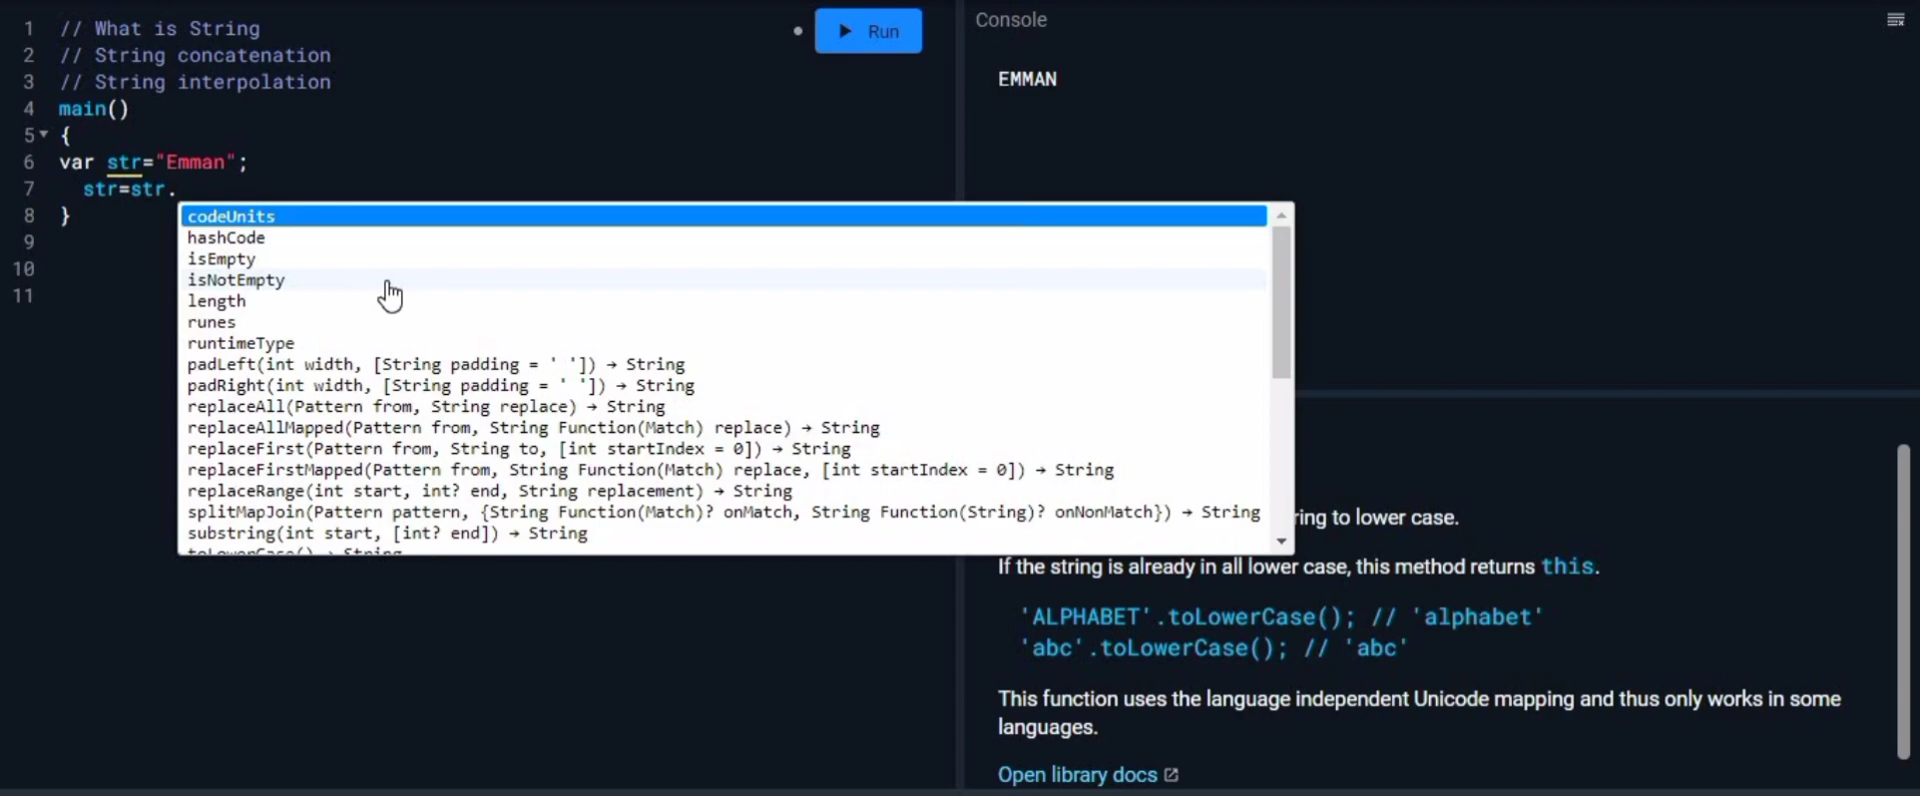 1 // What is String
2 // String concatenation
3 // String interpolation
4 main()
5 {
6 var str="Emman";
7 str=str.
8 }
9
10
11
Run
codeUnits
hashCode
isEmpty
isNotEmpty
length
runes
runtimeType
padLeft(int width, [String padding = ' ']) → String
padRight(int width, [String padding = ' ']) → String
replaceAll(Pattern from, String replace) → String
replaceAllMapped(Pattern from, String Function(Match) replace) → String
replaceFirst(Pattern from, String to, [int startIndex = 0]) → String
replaceFirstMapped(Pattern from, String Function(Match) replace, [int startIndex = 0]) → String
replaceRange(int start, int? end, String replacement) → String
splitMapJoin(Pattern pattern, {String Function(Match)? onMatch, String Function(String)? onNonMatch}) → String
substring(int start, [int? end]) → String
toLowerCase() → String
Console
EMMAN
ring to lower case.
If the string is already in all lower case, this method returns this.
'ALPHABET'.toLowerCase(); // 'alphabet'
'abc'.toLowerCase(); // 'abc'
This function uses the language independent Unicode mapping and thus only works in some
languages.
Open library docs